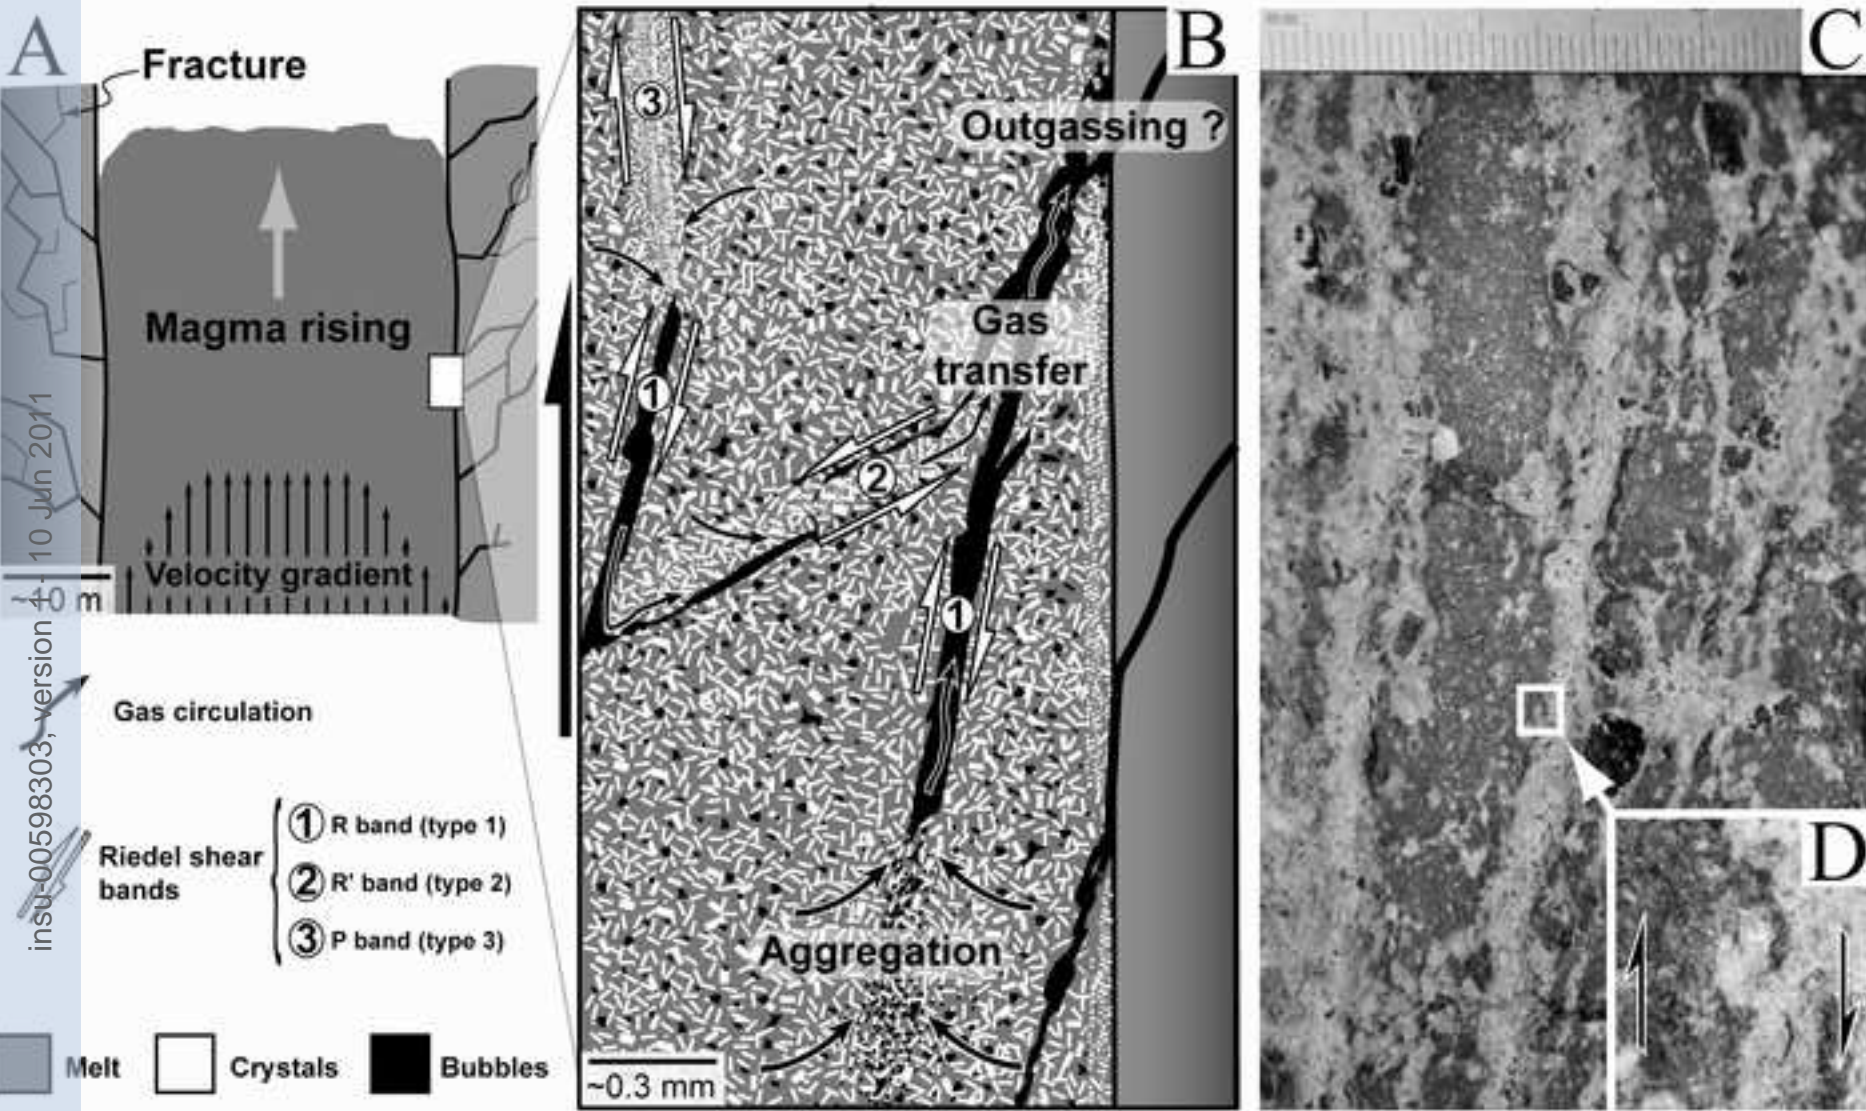 A
Fracture
Magma rising
Velocity gradient
insu-00598303, version 1 - 10 Jun 2011
Gas circulation
Riedel shear
bands
1 R band (type 1)
2 R' band (type 2)
3 P band (type 3)
Melt
Crystals
Bubbles
B
3
Outgassing ?
Gas
transfer
1
2
1
Aggregation
~0.3 mm
C
D